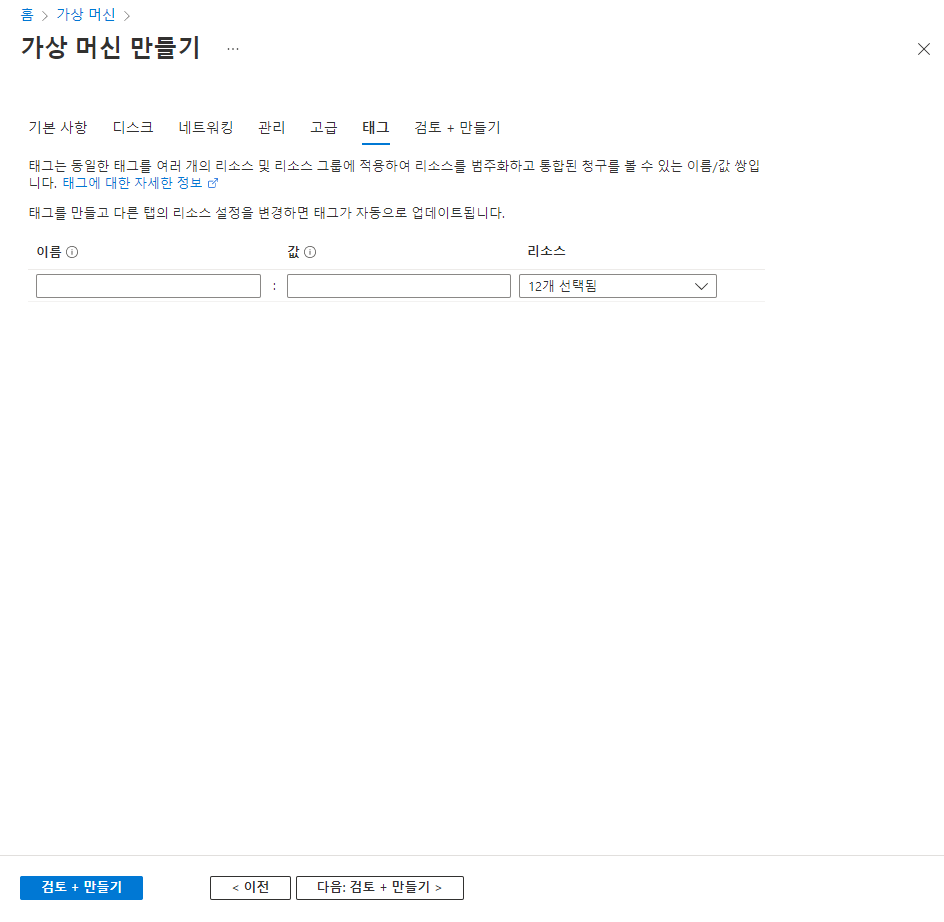 홈 > 가상 머신 >
가상 머신 만들기 ...
기본 사항 디스크 네트워킹 관리 고급 태그 검토 + 만들기
태그는 동일한 태그를 여러 개의 리소스 및 리소스 그룹에 적용하여 리소스를 범주화하고 통합된 청구를 볼 수 있는 이름/값 쌍입
니다. 태그에 대한 자세한 정보
태그를 만들고 다른 탭의 리소스 설정을 변경하면 태그가 자동으로 업데이트됩니다.
이름 값 리소스
: 12개 선택됨
검토 + 만들기 < 이전 다음: 검토 + 만들기 >